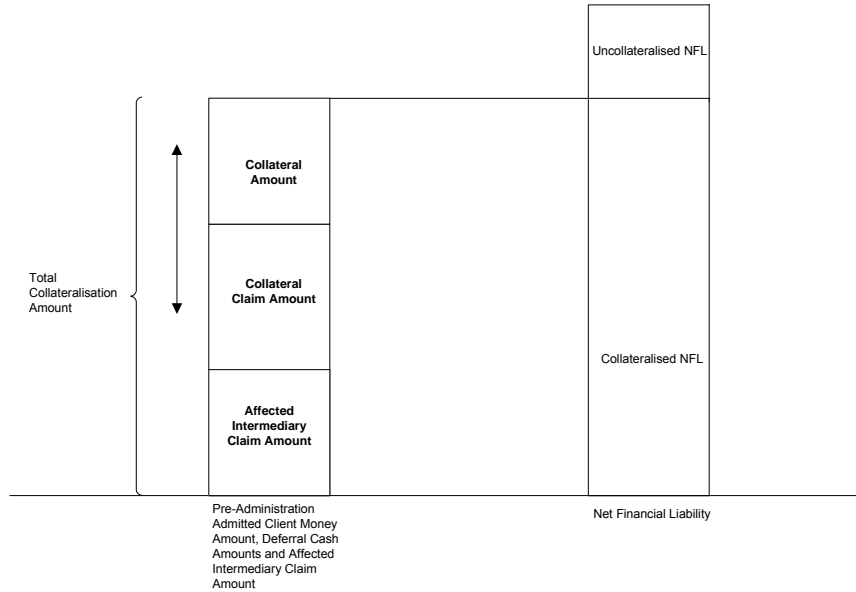 Uncollateralised NFL
Collateral
Amount
Total
Collateralisation
Amount
Collateral
Claim Amount
Collateralised NFL
Affected
Intermediary
Claim Amount
Pre-Administration
Admitted Client Money
Amount, Deferral Cash
Amounts and Affected
Intermediary Claim
Amount
Net Financial Liability